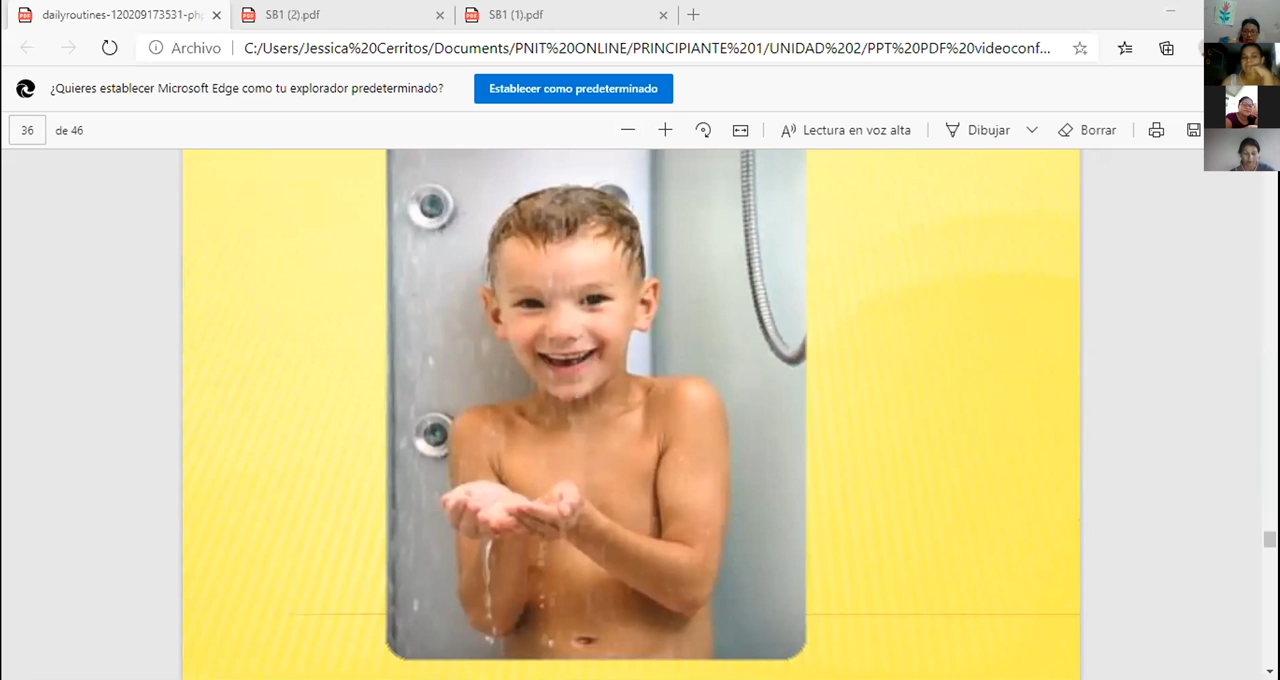 dailyroutines-120209173531-php
SB1 (2).pdf
SB1 (1).pdf
Archivo
C:/Users/Jessica%20Cerritos/Documents/PNIT%20ONLINE/PRINCIPIANTE%201/UNIDAD%202/PPT%20PDF%20videoconf...
¿Quieres establecer Microsoft Edge como tu explorador predeterminado?
Establecer como predeterminado
36 de 46
Lectura en voz alta
Dibujar
Borrar